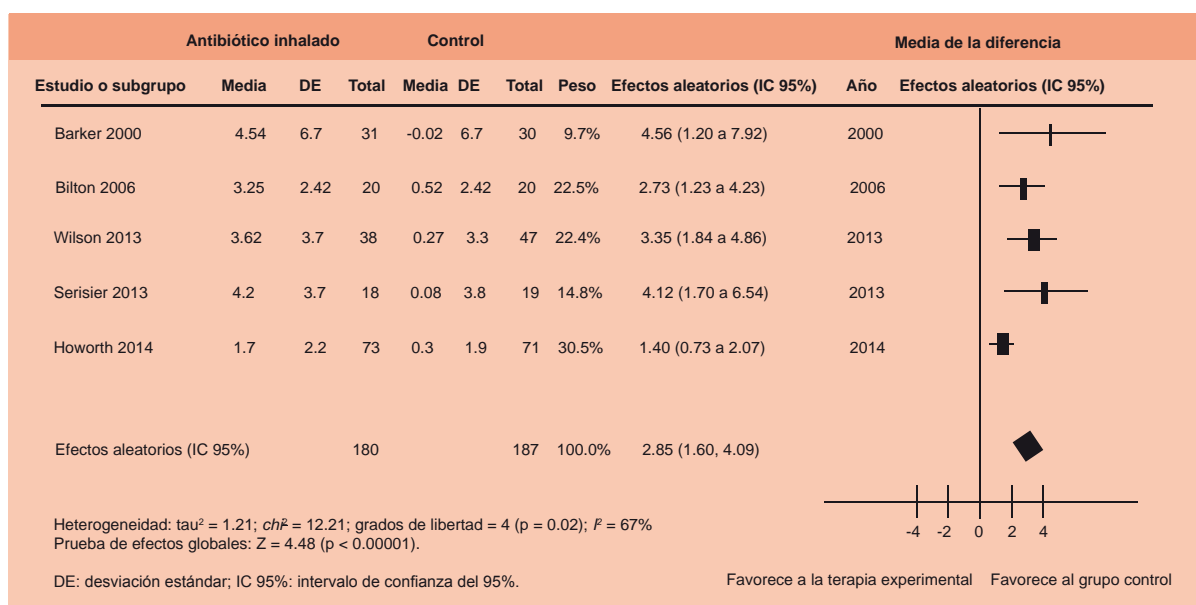 Antibiótico inhalado Control Media de la diferencia
Estudio o subgrupo Media DE Total Media DE Total Peso Efectos aleatorios (IC 95%) Año Efectos aleatorios (IC 95%)
Barker 2000 4.54 6.7 31 -0.02 6.7 30 9.7% 4.56 (1.20 a 7.92) 2000
Bilton 2006 3.25 2.42 20 0.52 2.42 20 22.5% 2.73 (1.23 a 4.23) 2006
Wilson 2013 3.62 3.7 38 0.27 3.3 47 22.4% 3.35 (1.84 a 4.86) 2013
Serisier 2013 4.2 3.7 18 0.08 3.8 19 14.8% 4.12 (1.70 a 6.54) 2013
Howorth 2014 1.7 2.2 73 0.3 1.9 71 30.5% 1.40 (0.73 a 2.07) 2014
Efectos aleatorios (IC 95%) 180 187 100.0% 2.85 (1.60, 4.09)
Heterogeneidad: tau² = 1.21; chi² = 12.21; grados de libertad = 4 (p = 0.02); I² = 67%
Prueba de efectos globales: Z = 4.48 (p < 0.00001).
-4 -2 0 2 4
DE: desviación estándar; IC 95%: intervalo de confianza del 95%.
Favorece a la terapia experimental Favorece al grupo control